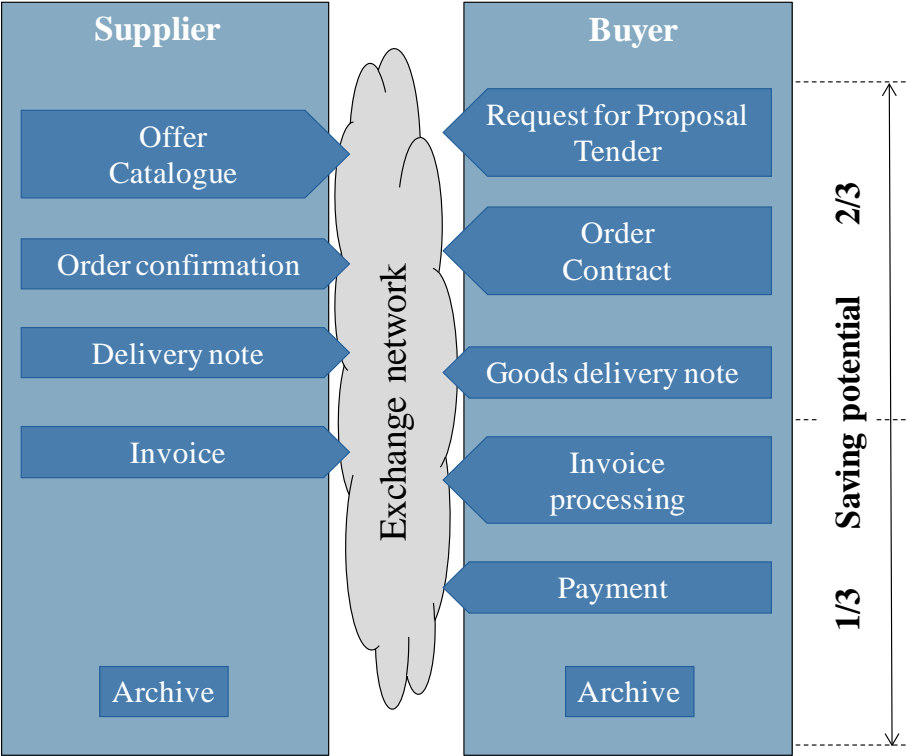 Supplier
Offer
Catalogue
Order confirmation
Delivery note
Invoice
Archive
Exchange network
Buyer
Request for Proposal
Tender
Order
Contract
Goods delivery note
Invoice
processing
Payment
Archive
2/3
Saving potential
1/3